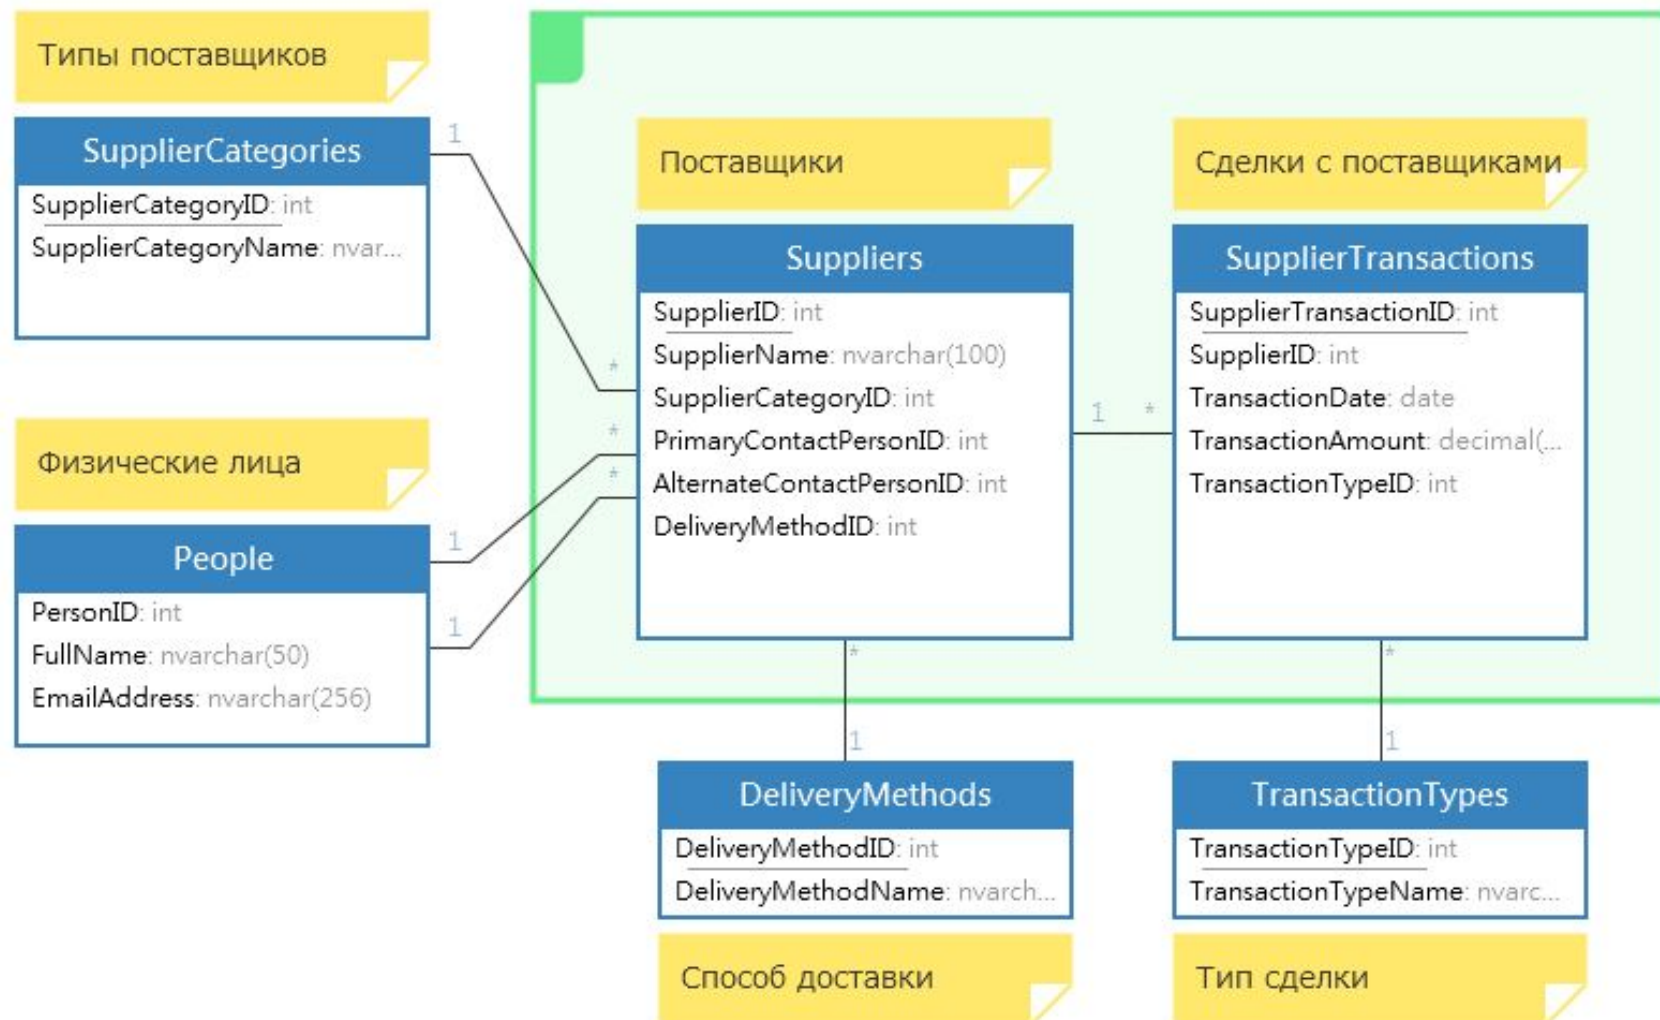 Типы поставщиков
SupplierCategories
SupplierCategoryID: int
SupplierCategoryName: nvar...
1
*
Физические лица
People
PersonID: int
FullName: nvarchar(50)
EmailAddress: nvarchar(256)
1
*
1
*
Поставщики
Suppliers
SupplierID: int
SupplierName: nvarchar(100)
SupplierCategoryID: int
PrimaryContactPersonID: int
AlternateContactPersonID: int
DeliveryMethodID: int
1
*
Сделки с поставщиками
SupplierTransactions
SupplierTransactionID: int
SupplierID: int
TransactionDate: date
TransactionAmount: decimal(...
TransactionTypeID: int
*
1
DeliveryMethods
DeliveryMethodID: int
DeliveryMethodName: nvarch...
Способ доставки
*
1
TransactionTypes
TransactionTypeID: int
TransactionTypeName: nvarc...
Тип сделки